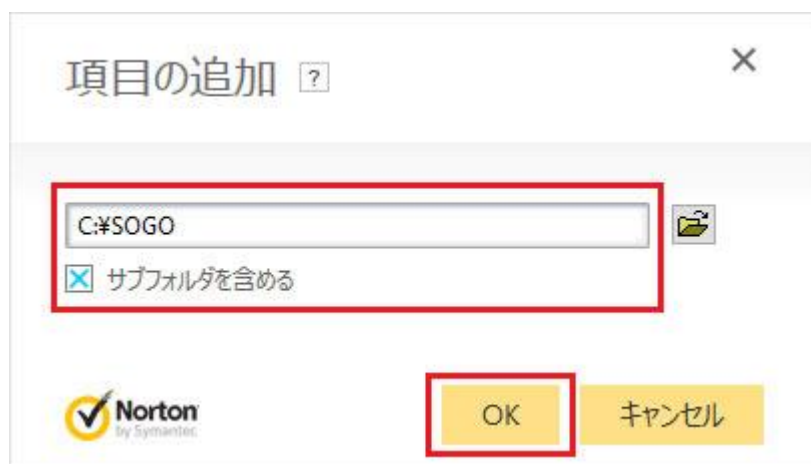 項目の追加 ?
C:¥SOGO
サブフォルダを含める
Norton
by Symantec
OK
キャンセル